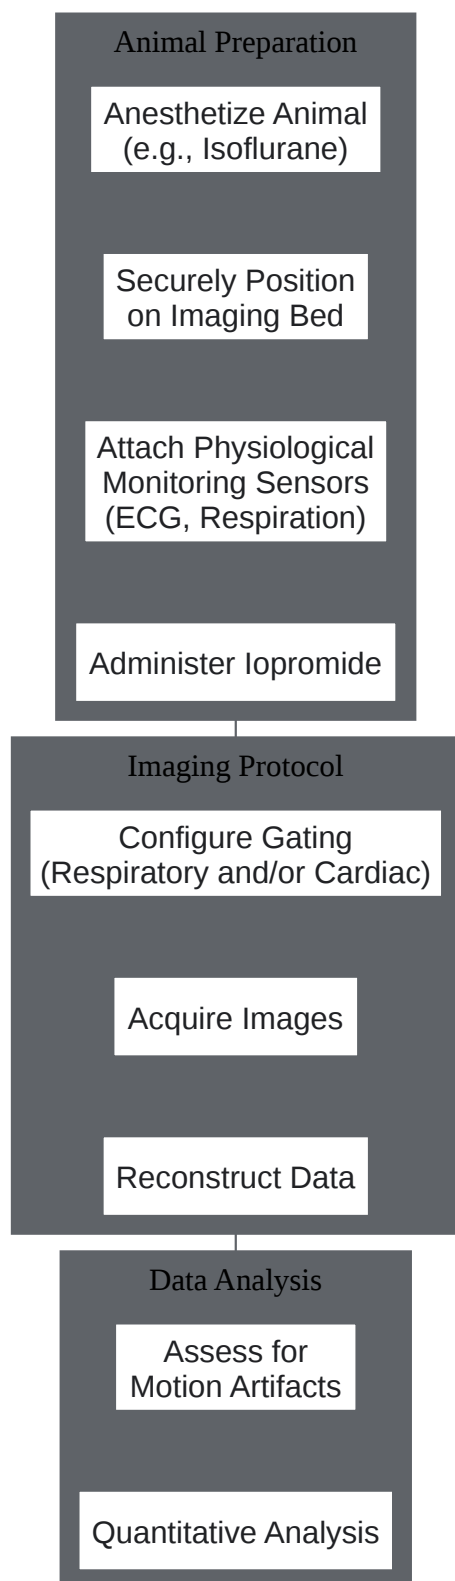 Animal Preparation
Anesthetize Animal
(e.g., Isoflurane)
Securely Position
on Imaging Bed
Attach Physiological
Monitoring Sensors
(ECG, Respiration)
Administer Iopromide
Imaging Protocol
Configure Gating
(Respiratory and/or Cardiac)
Acquire Images
Reconstruct Data
Data Analysis
Assess for
Motion Artifacts
Quantitative Analysis